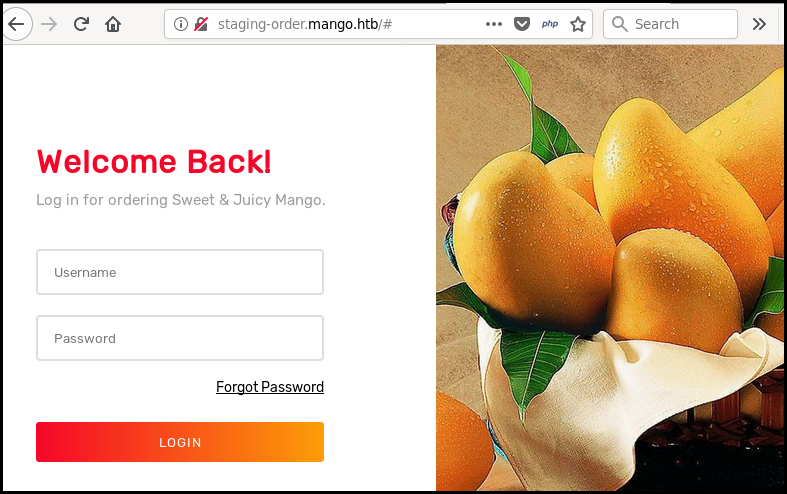 staging-order.mango.htb/#
php
Search
Welcome Back!
Log in for ordering Sweet & Juicy Mango.
Username
Password
Forgot Password
LOGIN